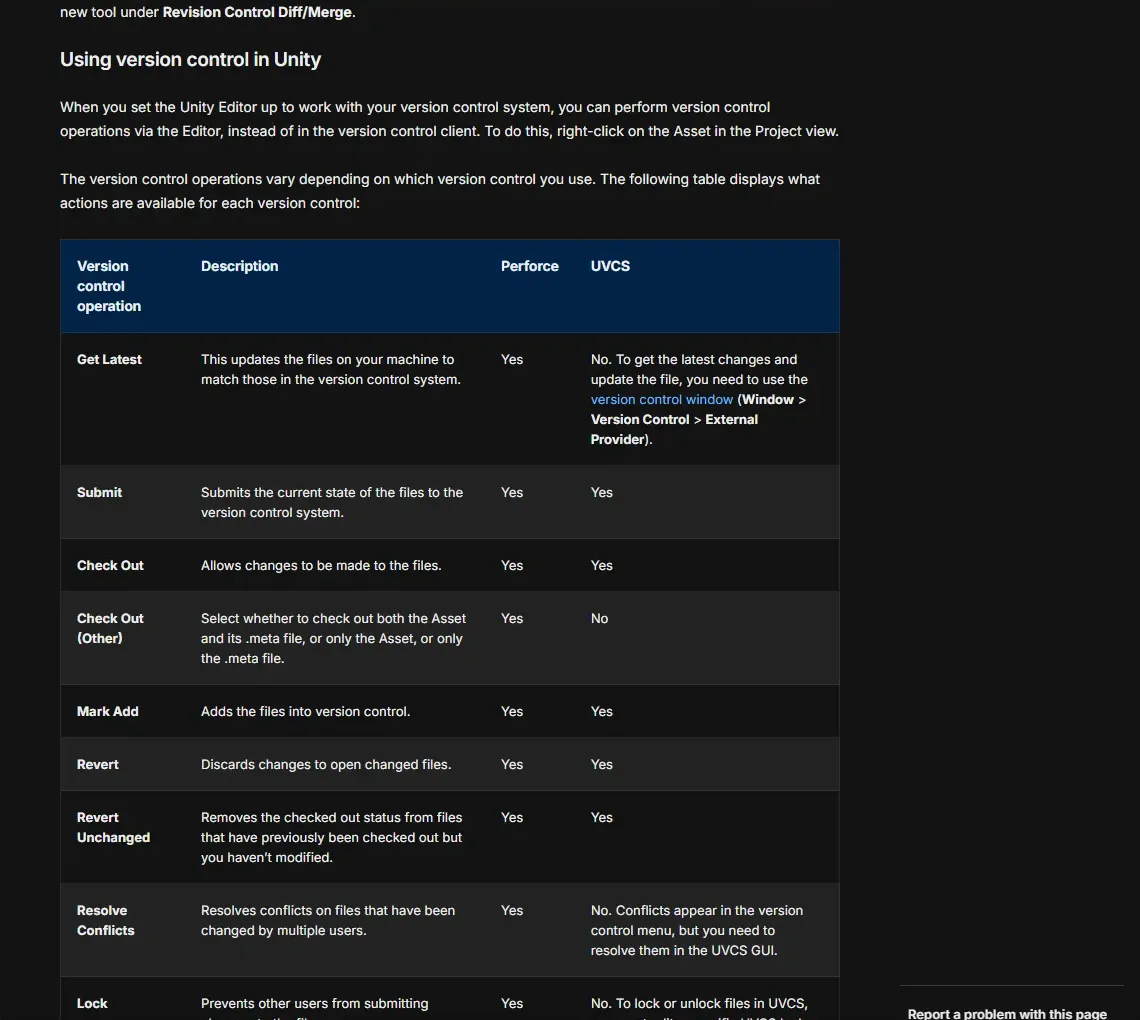 new tool under Revision Control Diff/Merge.
Using version control in Unity
When you set the Unity Editor up to work with your version control system, you can perform version control
operations via the Editor, instead of in the version control client. To do this, right-click on the Asset in the Project view.
The version control operations vary depending on which version control you use. The following table displays what
actions are available for each version control:
Version
control
operation
Description
Perforce
UVCS
Get Latest
This updates the files on your machine to
match those in the version control system.
Yes
No. To get the latest changes and
update the file, you need to use the
version control window (Window >
Version Control > External
Provider).
Submit
Submits the current state of the files to the
version control system.
Yes
Yes
Check Out
Allows changes to be made to the files.
Yes
Yes
Check Out
(Other)
Select whether to check out both the Asset
and its .meta file, or only the Asset, or only
the .meta file.
Yes
No
Mark Add
Adds the files into version control.
Yes
Yes
Revert
Discards changes to open changed files.
Yes
Yes
Revert
Unchanged
Removes the checked out status from files
that have previously been checked out but
you haven’t modified.
Yes
Yes
Resolve
Conflicts
Resolves conflicts on files that have been
changed by multiple users.
Yes
No. Conflicts appear in the version
control menu, but you need to
resolve them in the UVCS GUI.
Lock
Prevents other users from submitting
Yes
No. To lock or unlock files in UVCS,
Report a problem with this page